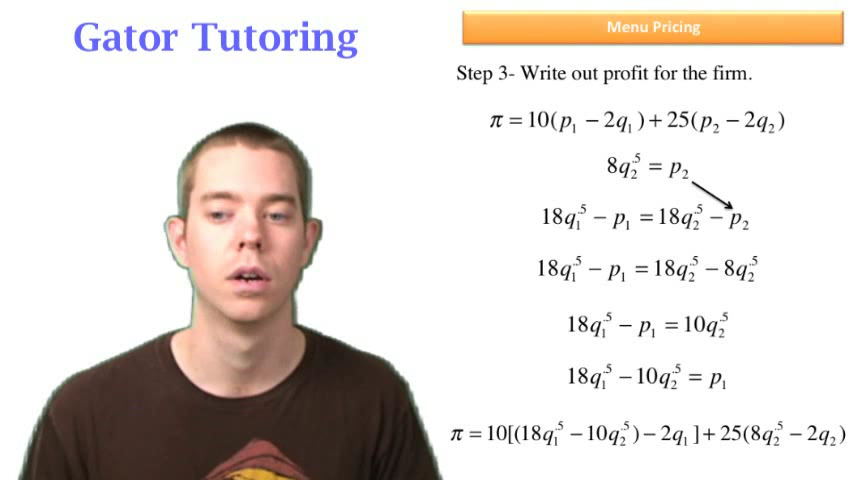 Gator Tutoring
Menu Pricing
Step 3- Write out profit for the firm.
π = 10(p₁ − 2q₁) + 25(p₂ − 2q₂)
8q₂^.5 = p₂
18q₁^.5 − p₁ = 18q₂^.5 − p₂
18q₁^.5 − p₁ = 18q₂^.5 − 8q₂^.5
18q₁^.5 − p₁ = 10q₂^.5
18q₁^.5 − 10q₂^.5 = p₁
π = 10[(18q₁^.5 − 10q₂^.5) − 2q₁] + 25(8q₂^.5 − 2q₂)